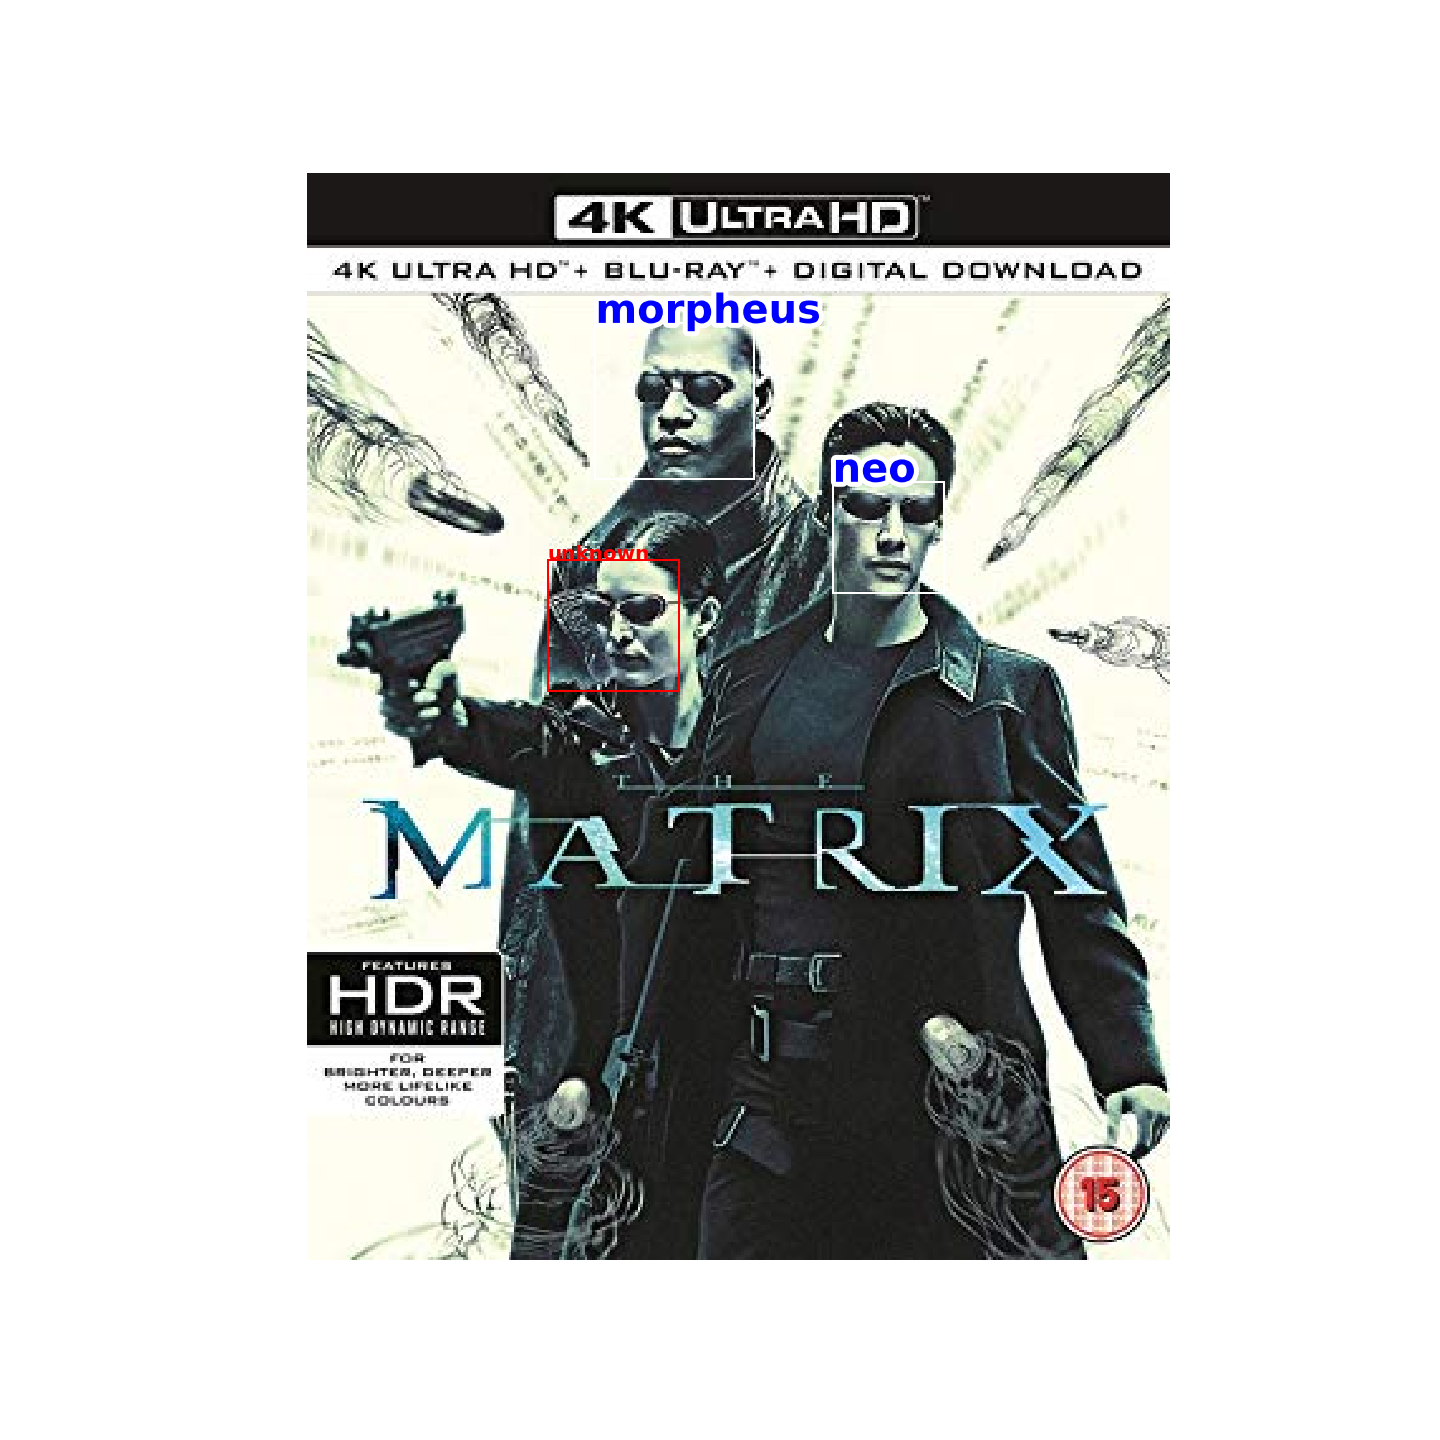 4K ULTRA HD™
4K ULTRA HD™+ BLU-RAY™+ DIGITAL DOWNLOAD
morpheus
neo
unknown
THE
MATRIX
FEATURES
HDR
HIGH DYNAMIC RANGE
FOR
BRIGHTER, DEEPER
MORE LIFELIKE
COLOURS
15